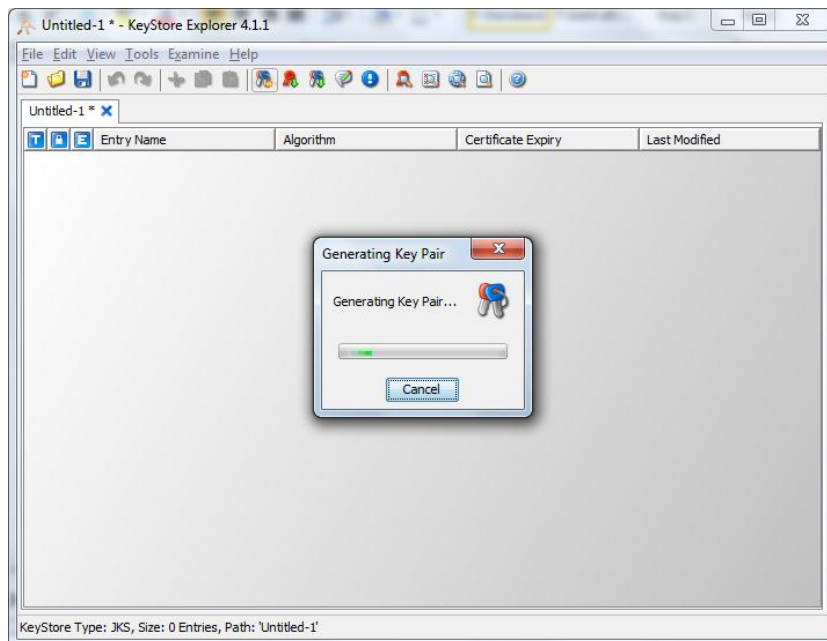 Untitled-1 * - KeyStore Explorer 4.1.1
File Edit View Tools Examine Help
Untitled-1 *
T E Entry Name Algorithm Certificate Expiry Last Modified
Generating Key Pair
Generating Key Pair...
Cancel
KeyStore Type: JKS, Size: 0 Entries, Path: 'Untitled-1'